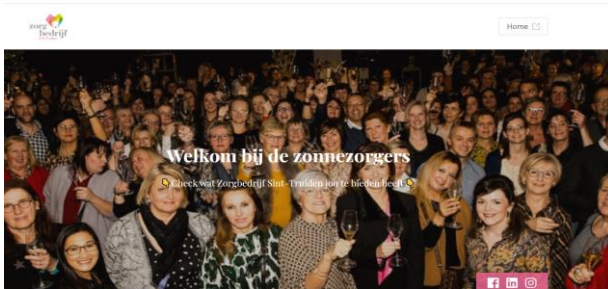 zorg
bedrijf
Home
Welkom bij de zonnezorgers
Check wat Zorgbedrijf Sint-Truiden jou te bieden heeft